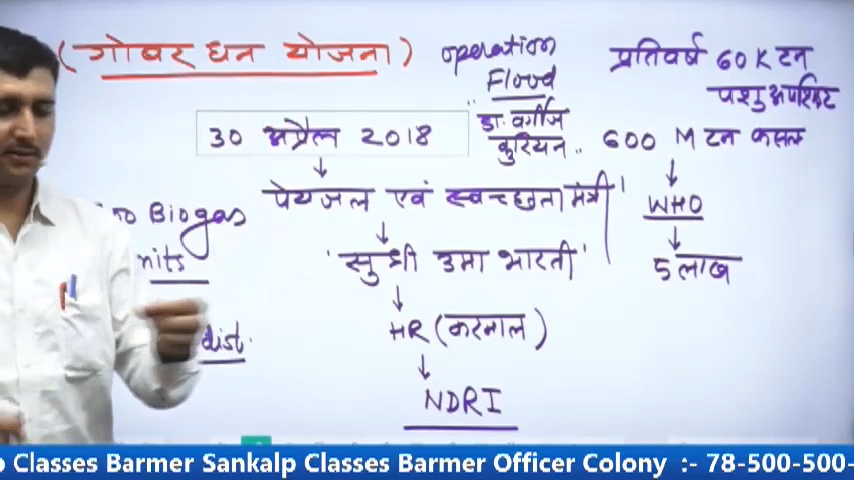 (गोबर धन योजना)
operation
Flood
डा. वर्गीज
कुरियन..
प्रतिवर्ष 60K टन
पशु अपशिष्ट
600 M टन फसल
WHO
5 लाख
30 अप्रैल 2018
पेयजल एवं स्वच्छता मंत्री
'सुश्री उमा भारती'
HR (करनाल)
NDRI
Biogas
dist.
Classes Barmer Sankalp Classes Barmer Officer Colony :- 78-500-500-